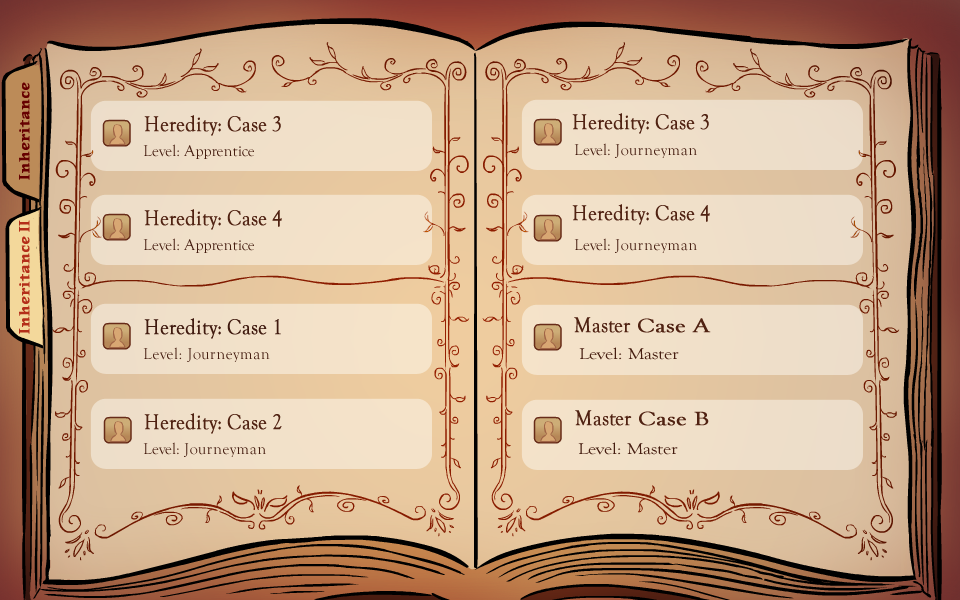 Inheritance
Inheritance II
Heredity: Case 3
Level: Apprentice
Heredity: Case 4
Level: Apprentice
Heredity: Case 1
Level: Journeyman
Heredity: Case 2
Level: Journeyman
Heredity: Case 3
Level: Journeyman
Heredity: Case 4
Level: Journeyman
Master Case A
Level: Master
Master Case B
Level: Master